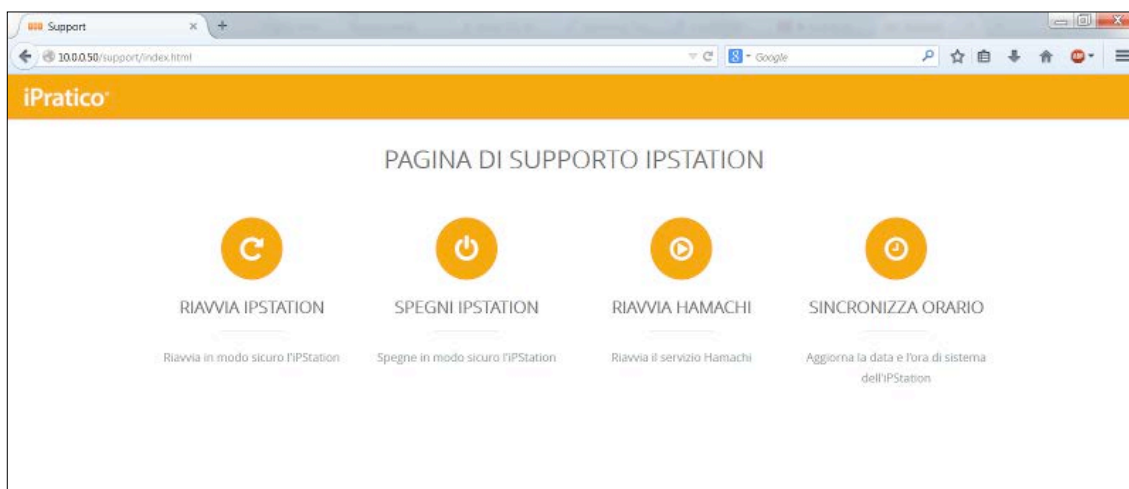 Support
10.0.0.50/support/index.html
Google
iPratico
PAGINA DI SUPPORTO IPSTATION
RIAVVIA IPSTATION
SPEGNI IPSTATION
RIAVVIA HAMACHI
SINCRONIZZA ORARIO
Riavvia in modo sicuro l'iPStation
Spegne in modo sicuro l'iPStation
Riavvia il servizio Hamachi
Aggiorna la data e l'ora di sistema
dell'iPStation